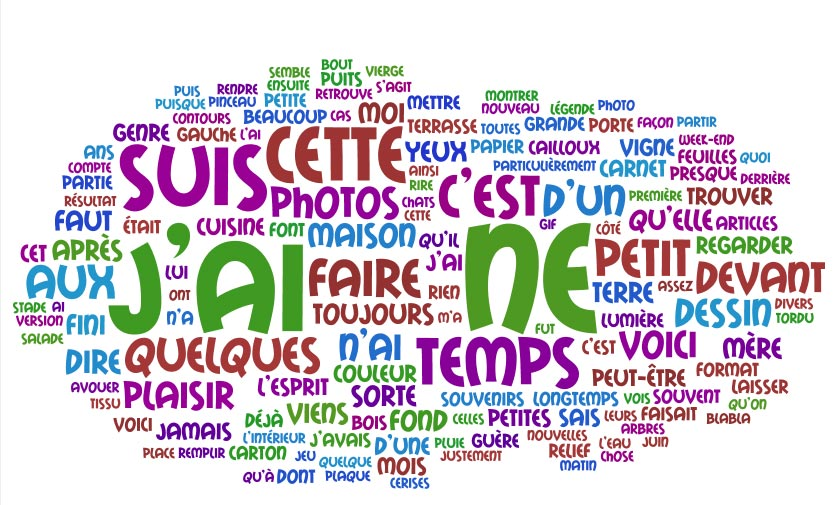 BOUT
SEMBLE
VIERGE
PUITS
ENSUITE
S'AGIT
PUIS
RENDRE
RETROUVE
PUISQUE
PINCEAU
PETITE
METTRE
MONTRER
NOUVEAU
LÉGENDE
PHOTO
CONTOURS
BEAUCOUP
CAS
MOI
GENRE
GAUCHE
L'AI
CETTE
TERRASSE
TOUTES
GRANDE
PORTE
FAÇON
PARTIR
ANS
SUIS
YEUX
PAPIER
CAILLOUX
VIGNE
WEEK-END
FEUILLES
QUOI
COMPTE
AINSI
PARTICULIÈREMENT
CARNET
PRESQUE
DERRIÈRE
PARTIE
RIRE
RÉSULTAT
PHOTOS
CHATS
C'EST
D'UN
PREMIÈRE
TROUVER
FAUT
ÉTAIT
CUISINE
FONT
CETTE
GIF
CÔTÉ
QU'ELLE
ARTICLES
MAISON
QU'IL
CET
APRÈS
J'AI
LUI
J'AI
NE
PETIT
REGARDER
AUX
FAIRE
RIEN
TERRE
ASSEZ
DEVANT
ONT
STADE
AI
VERSION
FINI
N'A
TOUJOURS
M'A
LUMIÈRE
DESSIN
DIVERS
TORDU
SALADE
FUT
DIRE
QUELQUES
N'AI
TEMPS
C'EST
VOICI
MÈRE
COULEUR
PEUT-ÊTRE
FORMAT
LAISSER
AVOUER
PLAISIR
L'ESPRIT
SORTE
SOUVENIRS
LONGTEMPS
VOIS
SOUVENT
TISSU
QU'ON
VOICI
JAMAIS
DÉJÀ
VIENS
BOIS
FOND
CELLES
PETITES
SAIS
LEURS
FAISAIT
BLABLA
ARBRES
L'INTÉRIEUR
J'AVAIS
D'UNE
PLUIE
GUÈRE
NOUVELLES
L'EAU
JUIN
PLACE
REMPLIR
CARTON
JEU
QUELQUE
MOIS
JUSTEMENT
RELIEF
CHOSE
MATIN
QU'À
DONT
PLAQUE
CERISES